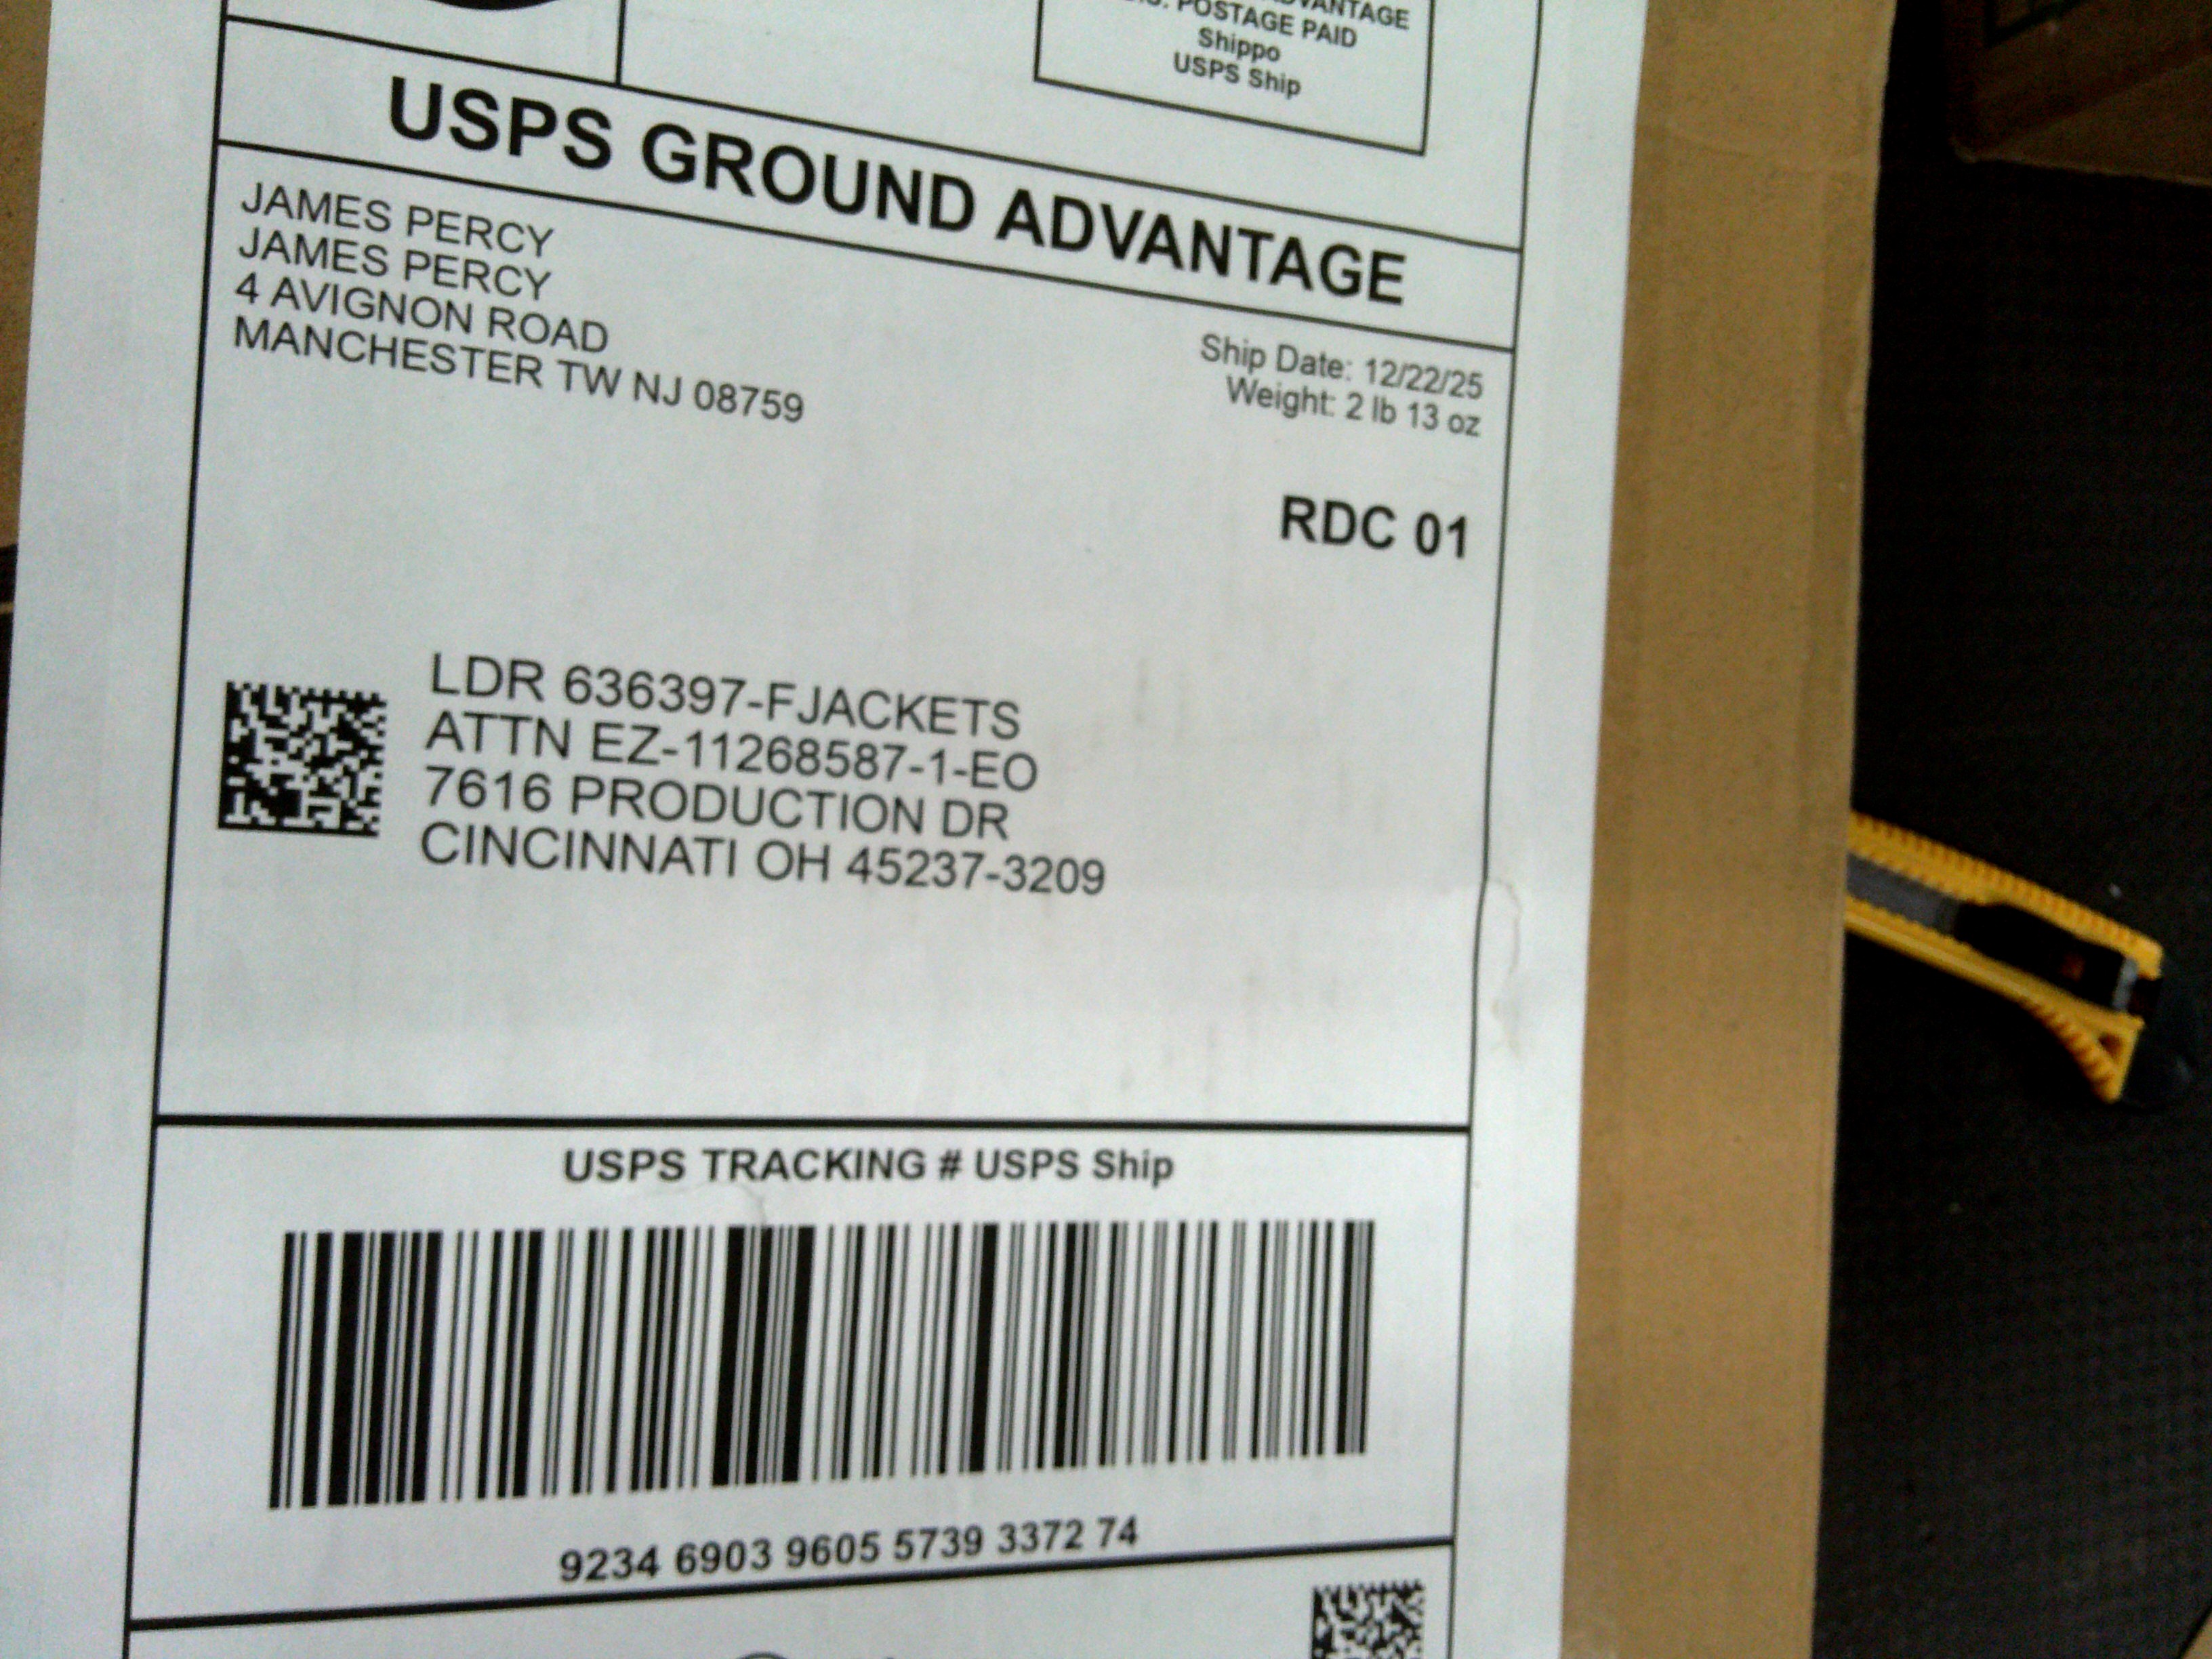 ADVANTAGE
U.S. POSTAGE PAID
Shippo
USPS Ship
USPS GROUND ADVANTAGE
JAMES PERCY
JAMES PERCY
4 AVIGNON ROAD
MANCHESTER TW NJ 08759
Ship Date: 12/22/25
Weight: 2 lb 13 oz
RDC 01
LDR 636397-FJACKETS
ATTN EZ-11268587-1-EO
7616 PRODUCTION DR
CINCINNATI OH 45237-3209
USPS TRACKING # USPS Ship
9234 6903 9605 5739 3372 74